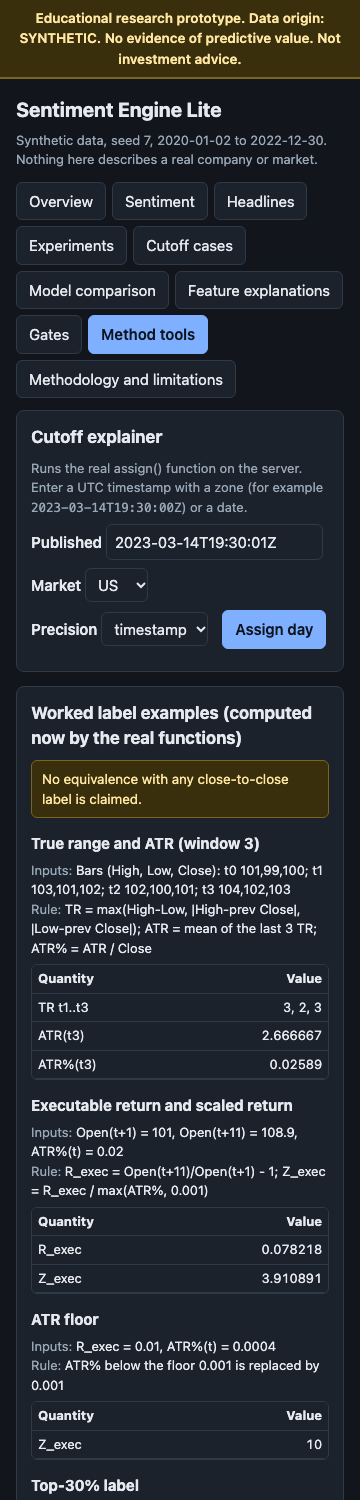 Educational research prototype. Data origin:
SYNTHETIC. No evidence of predictive value. Not
investment advice.
Sentiment Engine Lite
Synthetic data, seed 7, 2020-01-02 to 2022-12-30.
Nothing here describes a real company or market.
Overview
Sentiment
Headlines
Experiments
Cutoff cases
Model comparison
Feature explanations
Gates
Method tools
Methodology and limitations
Cutoff explainer
Runs the real assign() function on the server.
Enter a UTC timestamp with a zone (for example
2023-03-14T19:30:00Z) or a date.
Published 2023-03-14T19:30:01Z
Market US
Precision timestamp Assign day
Worked label examples (computed
now by the real functions)
No equivalence with any close-to-close
label is claimed.
True range and ATR (window 3)
Inputs: Bars (High, Low, Close): t0 101,99,100; t1
103,101,102; t2 102,100,101; t3 104,102,103
Rule: TR = max(High-Low, |High-prev Close|,
|Low-prev Close|); ATR = mean of the last 3 TR;
ATR% = ATR / Close
Quantity Value
TR t1..t3 3, 2, 3
ATR(t3) 2.666667
ATR%(t3) 0.02589
Executable return and scaled return
Inputs: Open(t+1) = 101, Open(t+11) = 108.9,
ATR%(t) = 0.02
Rule: R_exec = Open(t+11)/Open(t+1) - 1; Z_exec
= R_exec / max(ATR%, 0.001)
Quantity Value
R_exec 0.078218
Z_exec 3.910891
ATR floor
Inputs: R_exec = 0.01, ATR%(t) = 0.0004
Rule: ATR% below the floor 0.001 is replaced by
0.001
Quantity Value
Z_exec 10
Top-30% label